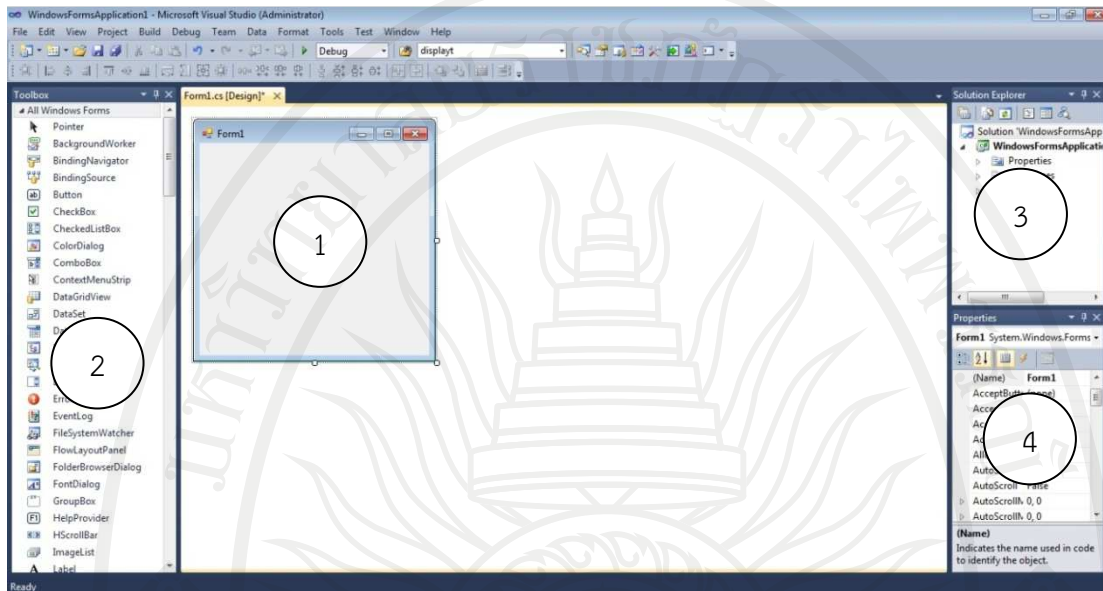 WindowsFormsApplication1 - Microsoft Visual Studio (Administrator)
File Edit View Project Build Debug Team Data Format Tools Test Window Help
Debug displayt
Toolbox
All Windows Forms
Pointer
BackgroundWorker
BindingNavigator
BindingSource
Button
CheckBox
CheckedListBox
ColorDialog
ComboBox
ContextMenuStrip
DataGridView
DataSet
EventLog
FileSystemWatcher
FlowLayoutPanel
FolderBrowserDialog
FontDialog
GroupBox
HelpProvider
HScrollBar
ImageList
Label
2
Form1.cs [Design]*
Form1
1
Solution Explorer
Solution 'WindowsFormsApp
WindowsFormsApplicati
Properties
3
Properties
Form1 System.Windows.Forms
(Name) Form1
AcceptButt (none)
4
AutoScroll False
AutoScrollM 0, 0
AutoScrollM 0, 0
(Name)
Indicates the name used in code
to identify the object.
Ready